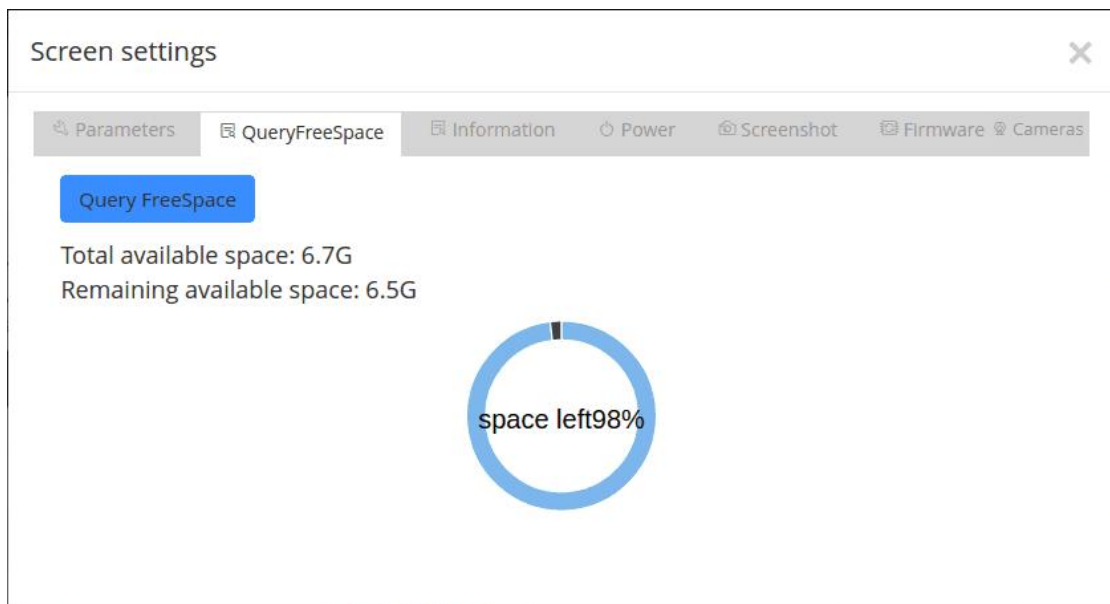 Screen settings
Parameters QueryFreeSpace Information Power Screenshot Firmware Cameras
Query FreeSpace
Total available space: 6.7G
Remaining available space: 6.5G
space left98%